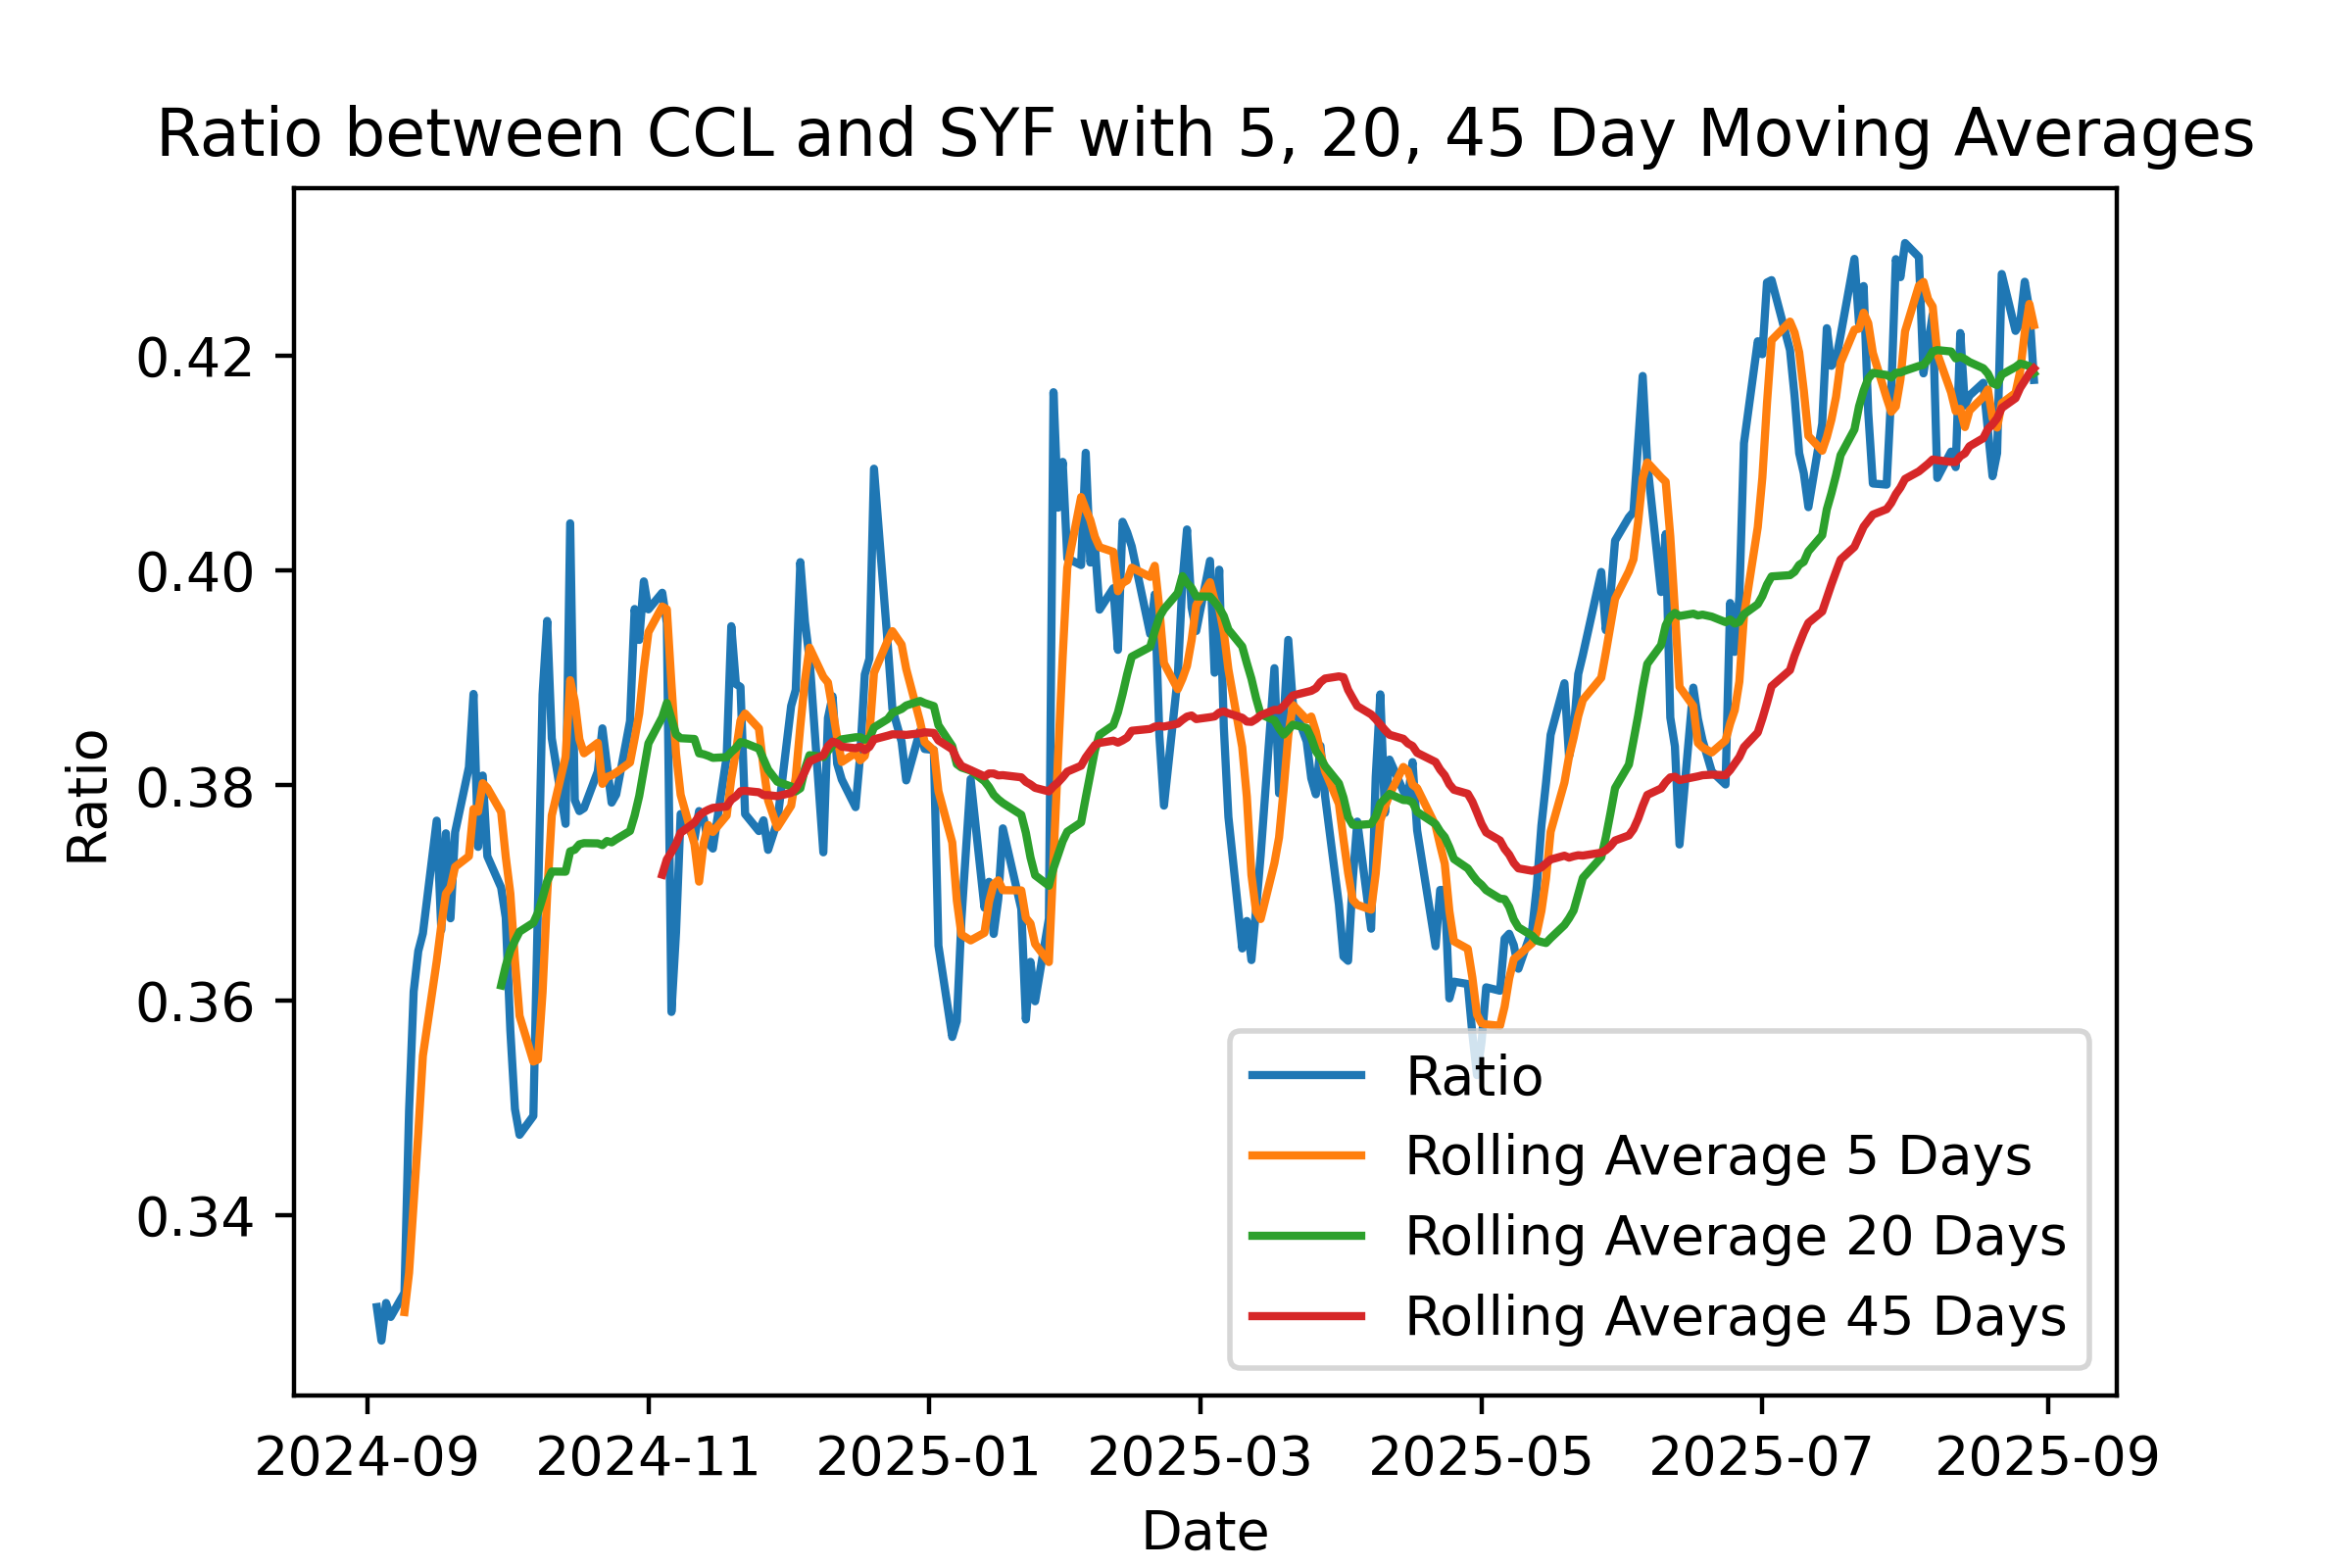 Ratio between CCL and SYF with 5, 20, 45 Day Moving Averages
Ratio
0.42
0.40
0.38
0.36
0.34
Ratio
Rolling Average 5 Days
Rolling Average 20 Days
Rolling Average 45 Days
2024-09 2024-11 2025-01 2025-03 2025-05 2025-07 2025-09
Date